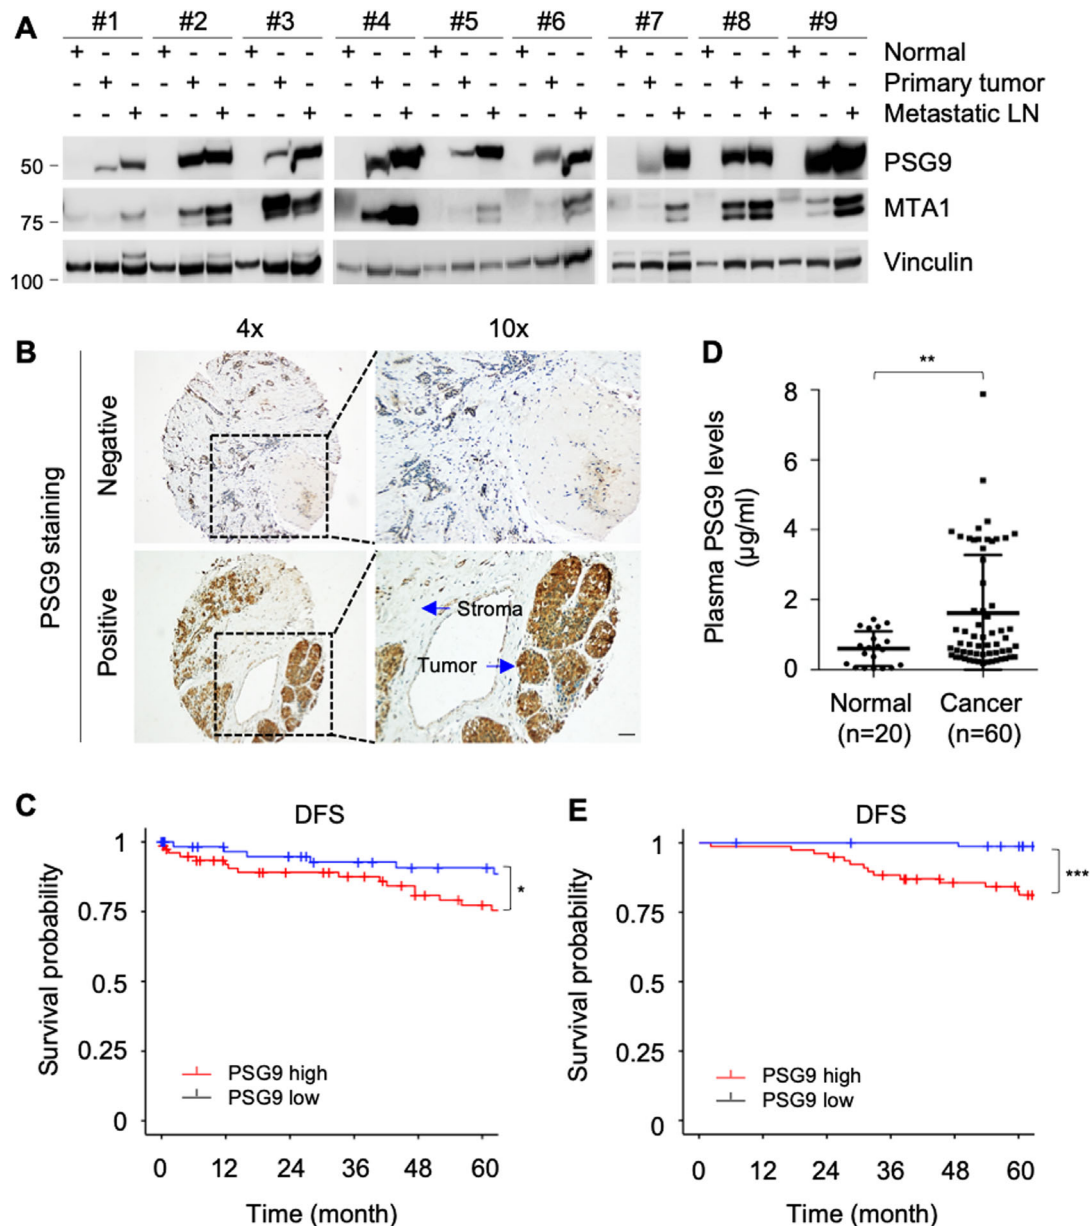 A
#1 #2 #3 #4 #5 #6 #7 #8 #9
+ - - + - - + - - + - - + - - + - - + - - + - - + - - Normal
- + - - + - - + - - + - - + - - + - - + - - + - - + - Primary tumor
- - + - - + - - + - - + - - + - - + - - + - - + - - + Metastatic LN
50 PSG9
75 MTA1
100 Vinculin
B
4x 10x
PSG9 staining
Negative
Positive
Stroma
Tumor
D
**
Plasma PSG9 levels
(µg/ml)
8
6
4
2
0
Normal Cancer
(n=20) (n=60)
C
DFS
Survival probability
1
0.75
0.5
0.25
0
*
PSG9 high
PSG9 low
0 12 24 36 48 60
Time (month)
E
DFS
Survival probability
1
0.75
0.5
0.25
0
***
PSG9 high
PSG9 low
0 12 24 36 48 60
Time (month)